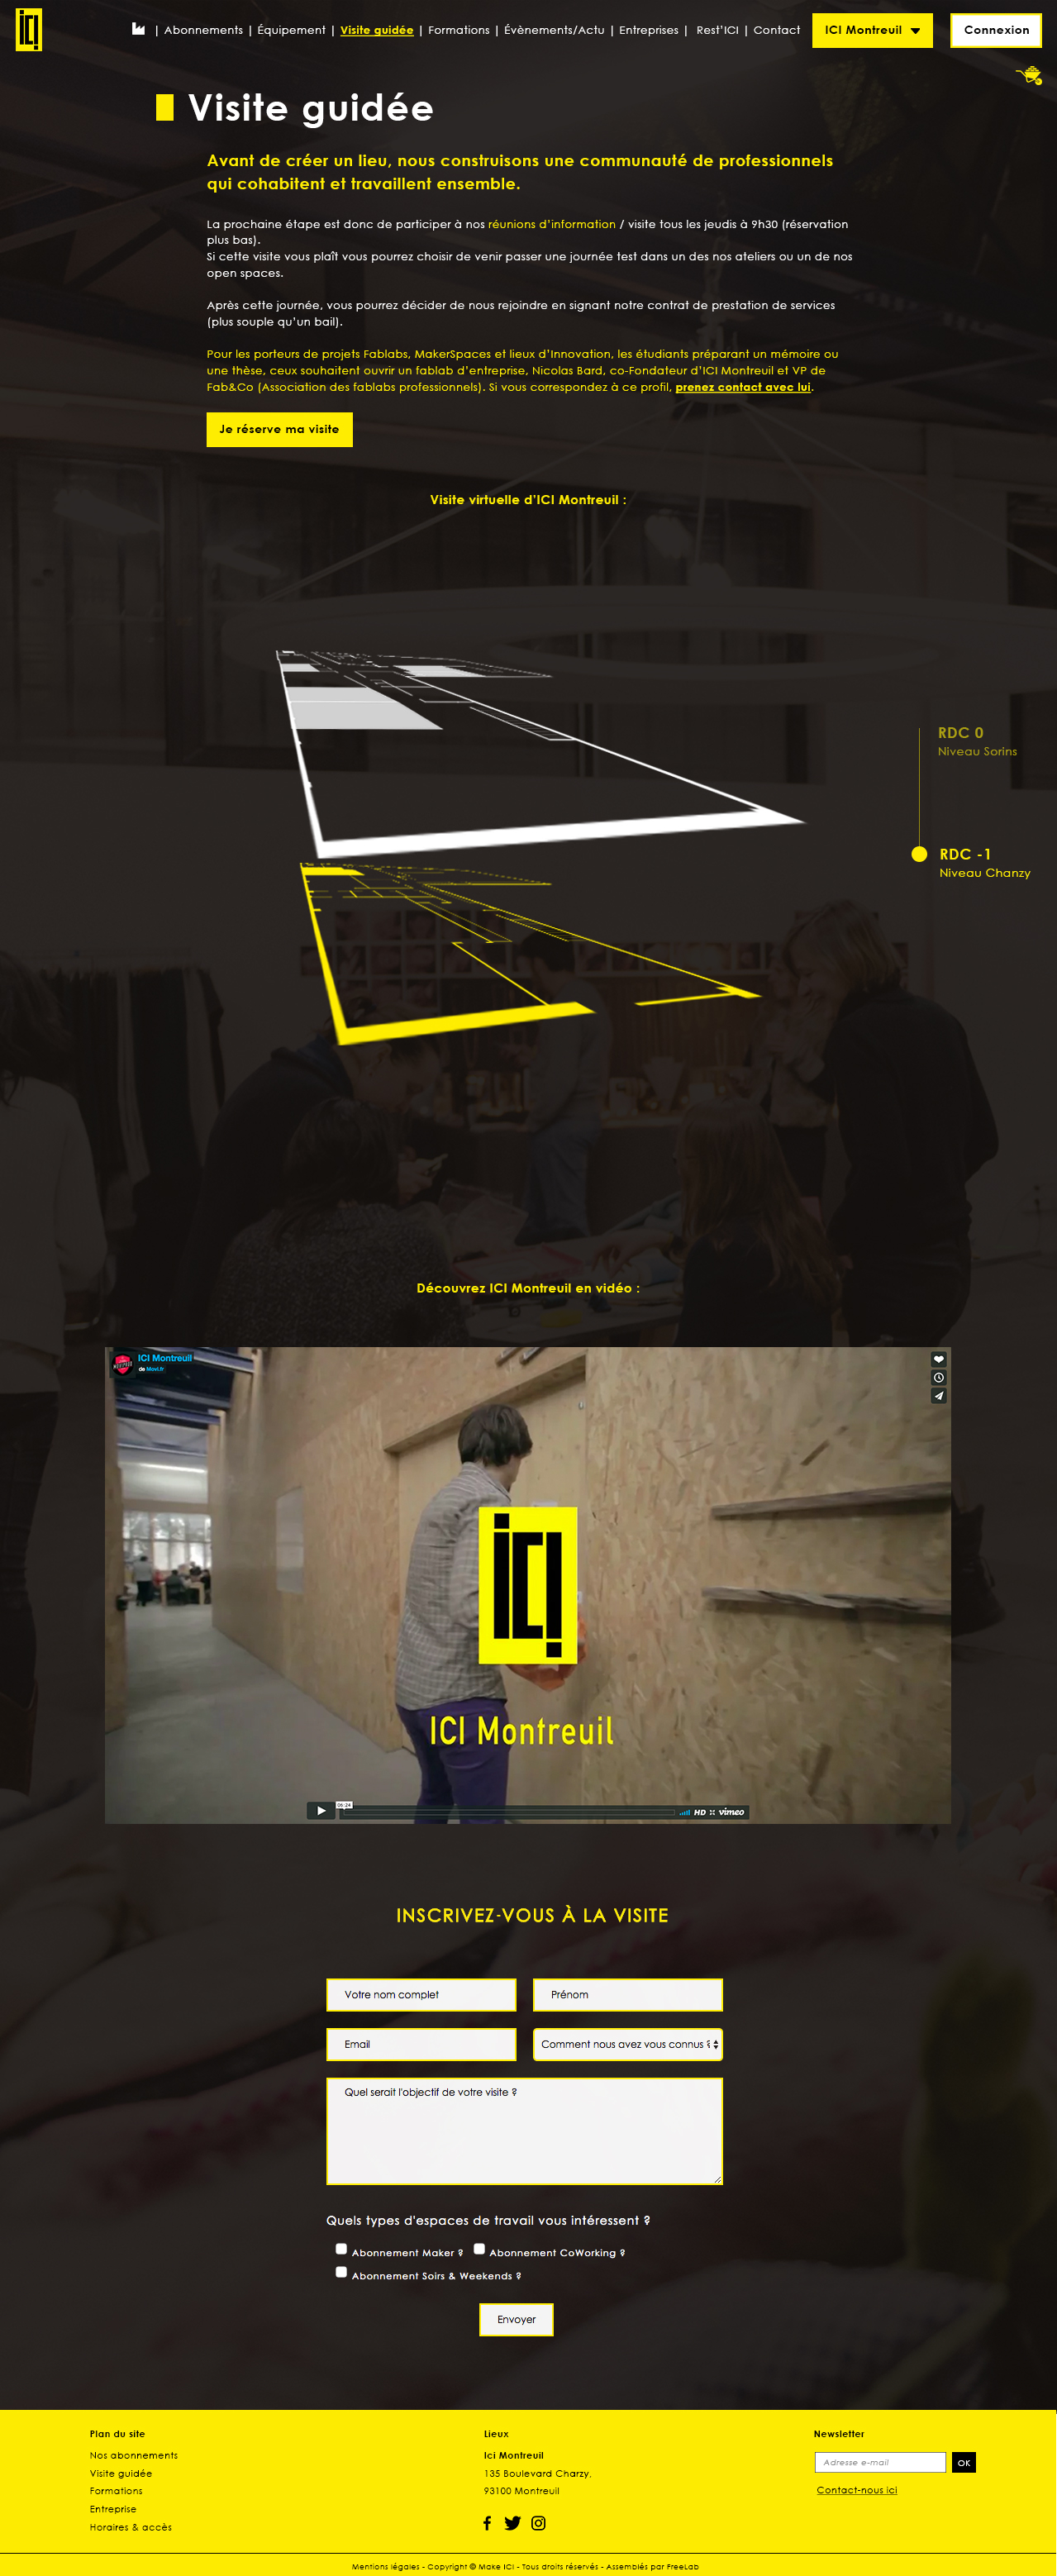 ICI
| Abonnements | Équipement | Visite guidée | Formations | Évènements/Actu | Entreprises | Rest'ICI | Contact
ICI Montreuil
Connexion
Visite guidée
Avant de créer un lieu, nous construisons une communauté de professionnels
qui cohabitent et travaillent ensemble.
La prochaine étape est donc de participer à nos réunions d'information / visite tous les jeudis à 9h30 (réservation
plus bas).
Si cette visite vous plaît vous pourrez choisir de venir passer une journée test dans un des nos ateliers ou un de nos
open spaces.
Après cette journée, vous pourrez décider de nous rejoindre en signant notre contrat de prestation de services
(plus souple qu'un bail).
Pour les porteurs de projets Fablabs, MakerSpaces et lieux d'Innovation, les étudiants préparant un mémoire ou
une thèse, ceux souhaitent ouvrir un fablab d'entreprise, Nicolas Bard, co-Fondateur d'ICI Montreuil et VP de
Fab&Co (Association des fablabs professionnels). Si vous correspondez à ce profil, prenez contact avec lui.
Je réserve ma visite
Visite virtuelle d'ICI Montreuil :
RDC 0
Niveau Sorins
RDC -1
Niveau Chanzy
Découvrez ICI Montreuil en vidéo :
ICI Montreuil
de Movi.fr
ICI
ICI Montreuil
06:24
HD vimeo
INSCRIVEZ-VOUS À LA VISITE
Votre nom complet
Prénom
Email
Comment nous avez vous connus ?
Quel serait l'objectif de votre visite ?
Quels types d'espaces de travail vous intéressent ?
Abonnement Maker ? Abonnement CoWorking ?
Abonnement Soirs & Weekends ?
Envoyer
Plan du site
Nos abonnements
Visite guidée
Formations
Entreprise
Horaires & accès
Lieux
Ici Montreuil
135 Boulevard Chanzy,
93100 Montreuil
Newsletter
Adresse e-mail
OK
Contact-nous ici
Mentions légales - Copyright © Make ICI - Tous droits réservés - Assemblés par FreeLab